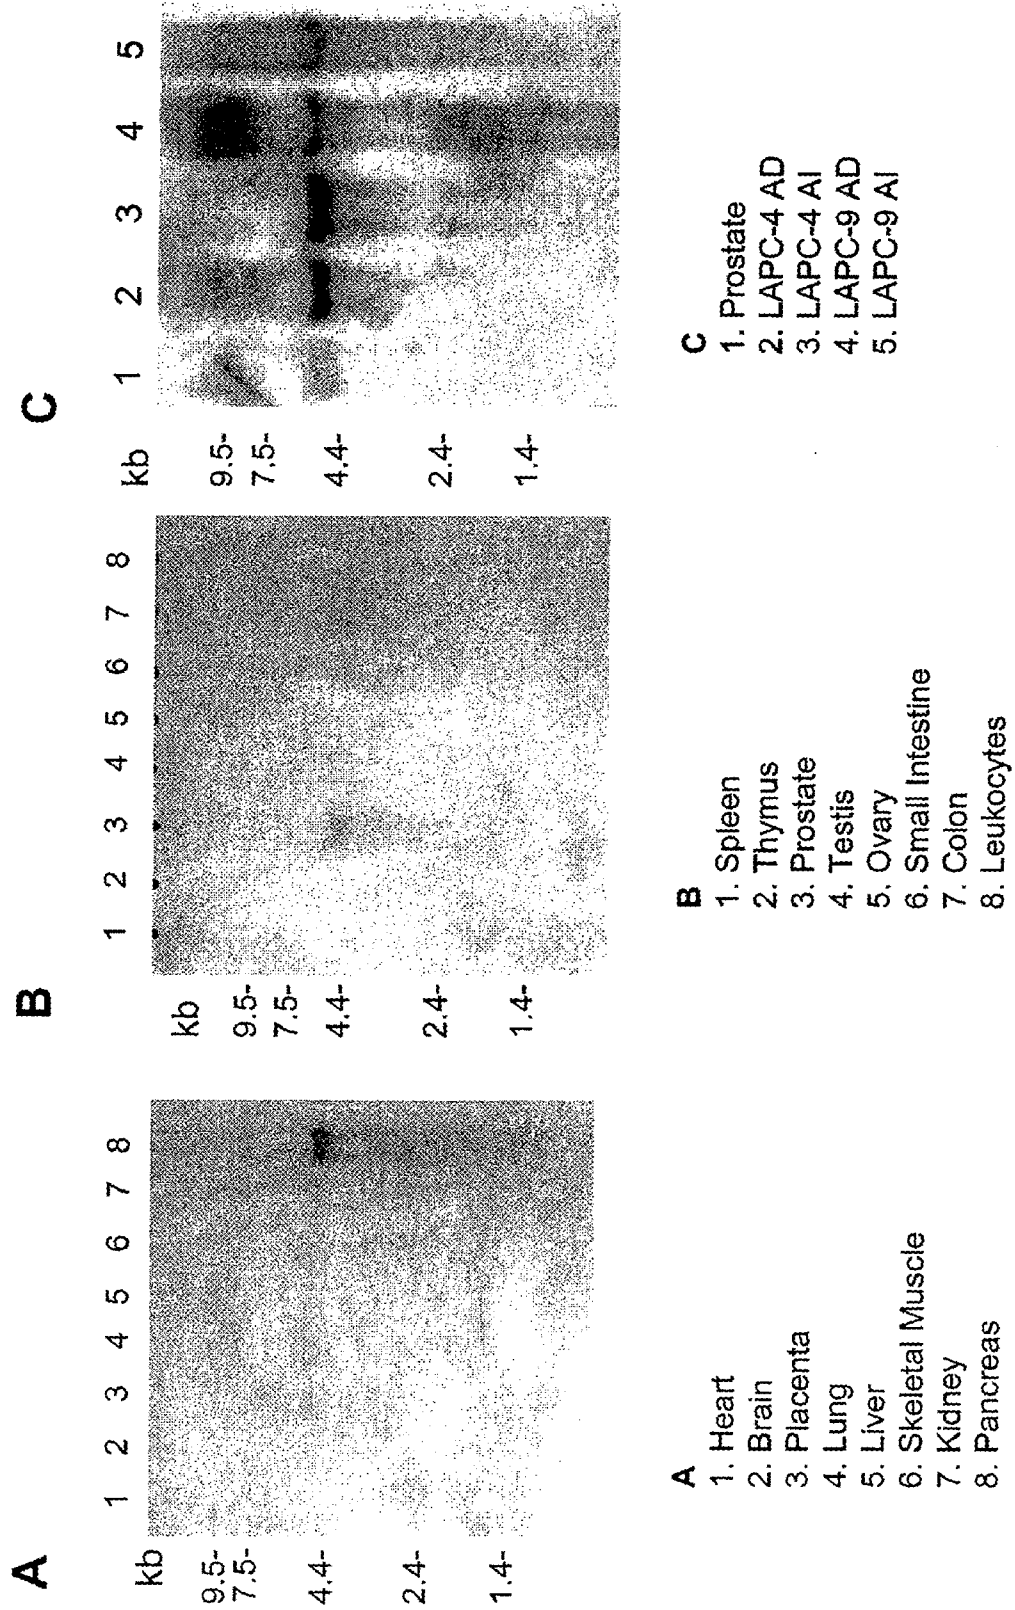 A
kb
1 2 3 4 5 6 7 8
9.5-
7.5-
4.4-
2.4-
1.4-
A
1. Heart
2. Brain
3. Placenta
4. Lung
5. Liver
6. Skeletal Muscle
7. Kidney
8. Pancreas
B
kb
1 2 3 4 5 6 7 8
9.5-
7.5-
4.4-
2.4-
1.4-
B
1. Spleen
2. Thymus
3. Prostate
4. Testis
5. Ovary
6. Small Intestine
7. Colon
8. Leukocytes
C
kb
1 2 3 4 5
9.5-
7.5-
4.4-
2.4-
1.4-
C
1. Prostate
2. LAPC-4 AD
3. LAPC-4 AI
4. LAPC-9 AD
5. LAPC-9 AI